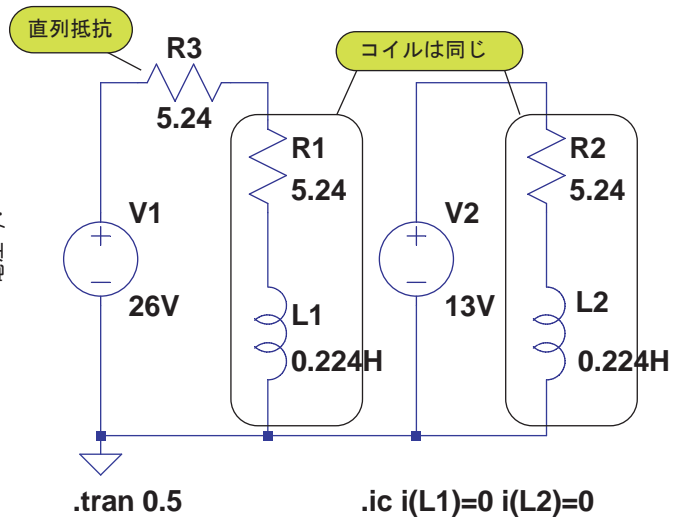 直列抵抗
R3
5.24
コイルは同じ
R1
5.24
V1
26V
L1
0.224H
V2
13V
R2
5.24
L2
0.224H
.tran 0.5
.ic i(L1)=0 i(L2)=0